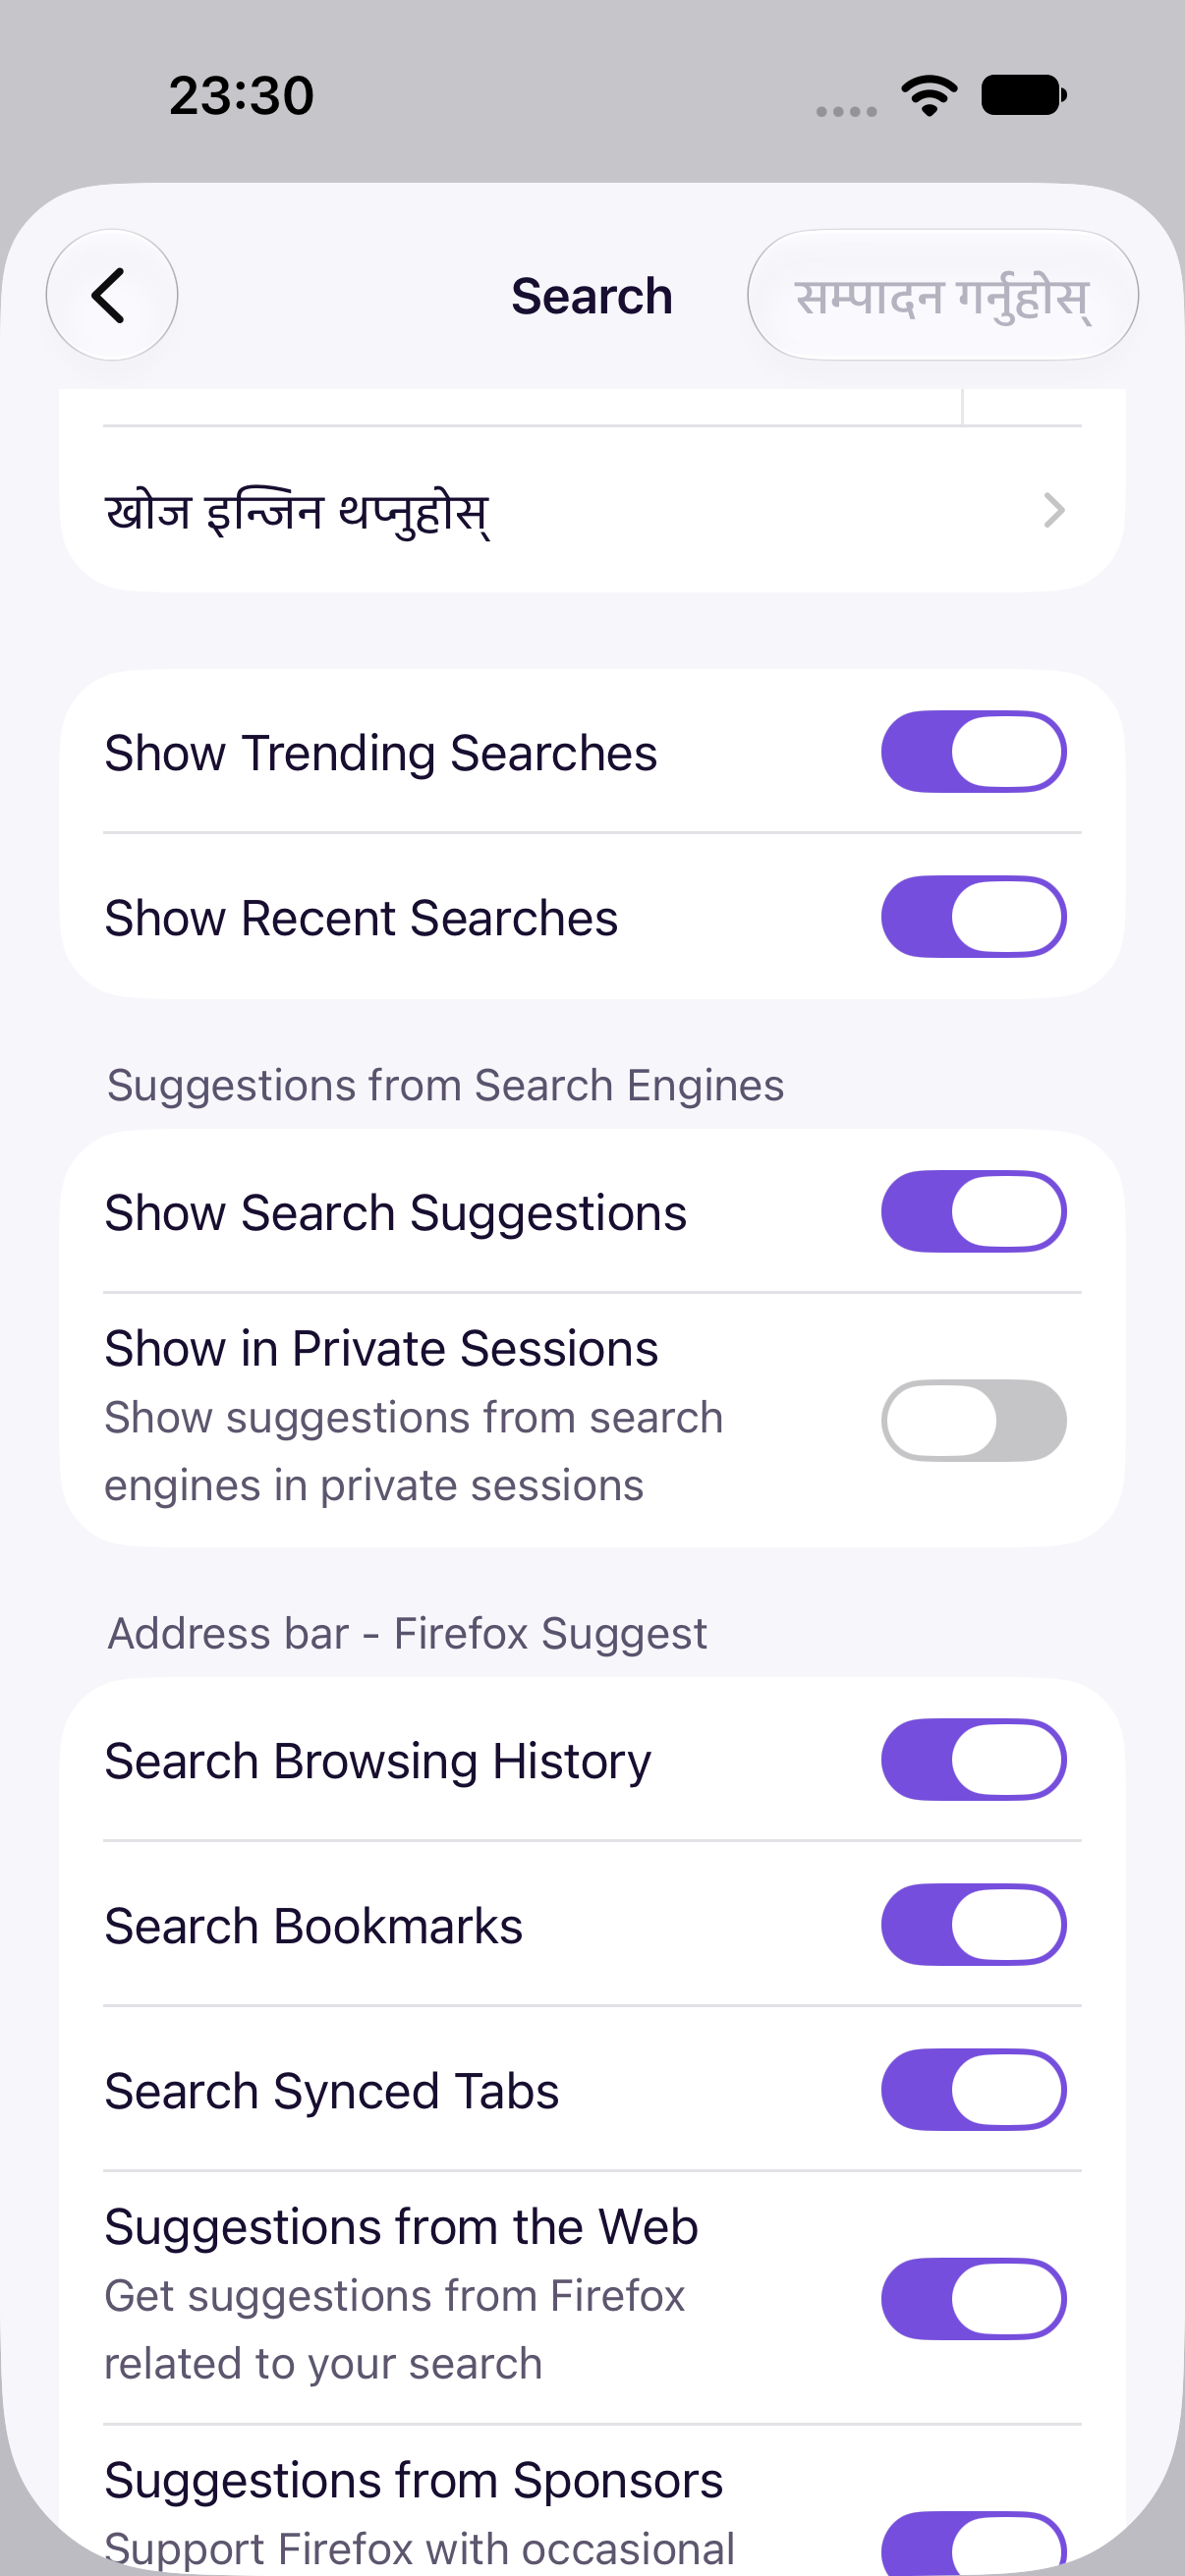 23:30
Search
सम्पादन गर्नुहोस्
खोज इन्जिन थप्नुहोस्
Show Trending Searches
Show Recent Searches
Suggestions from Search Engines
Show Search Suggestions
Show in Private Sessions
Show suggestions from search
engines in private sessions
Address bar - Firefox Suggest
Search Browsing History
Search Bookmarks
Search Synced Tabs
Suggestions from the Web
Get suggestions from Firefox
related to your search
Suggestions from Sponsors
Support Firefox with occasional